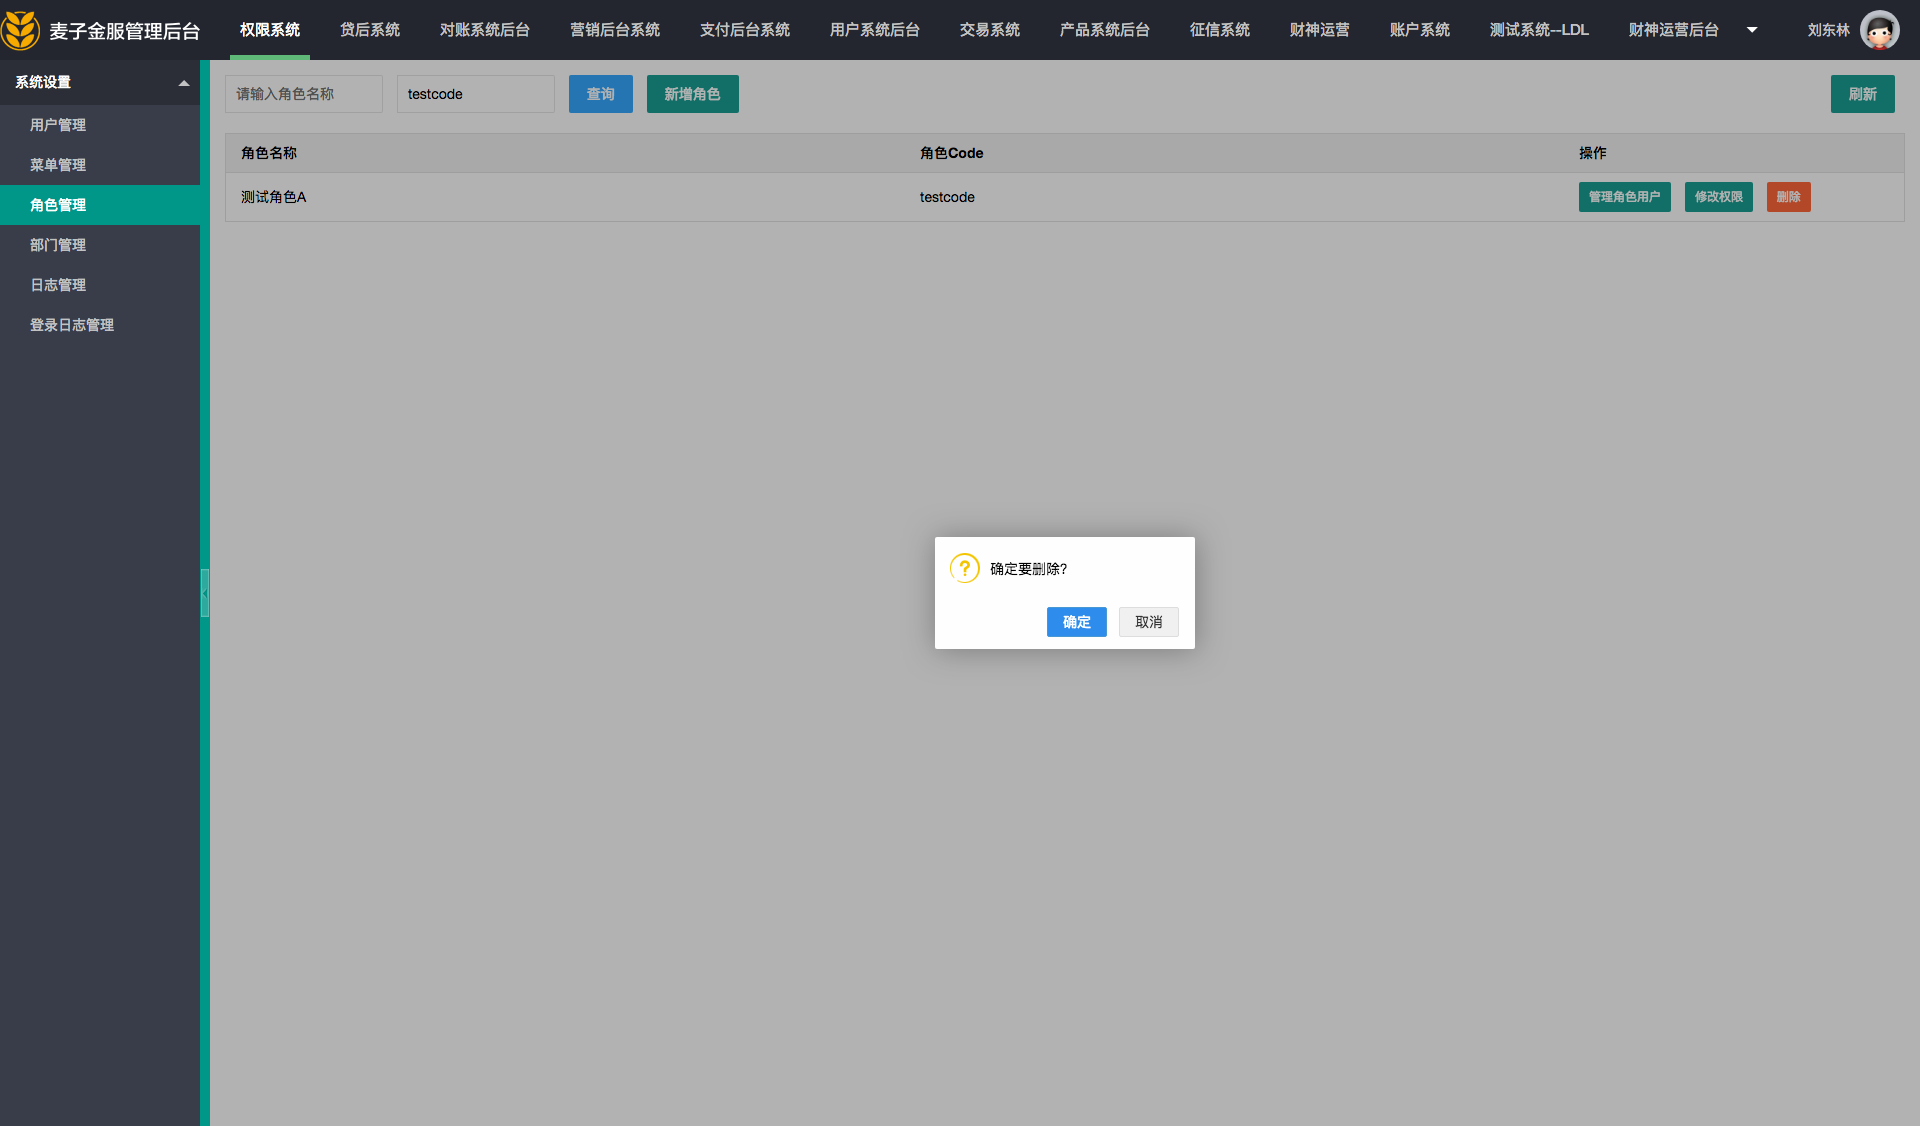 麦子金服管理后台 权限系统 贷后系统 对账系统后台 营销后台系统 支付后台系统 用户系统后台 交易系统 产品系统后台 征信系统 财神运营 账户系统 测试系统--LDL 财神运营后台 刘东林
系统设置
用户管理
菜单管理
角色管理
部门管理
日志管理
登录日志管理
请输入角色名称 testcode 查询 新增角色 刷新
角色名称 角色Code 操作
测试角色A testcode 管理角色用户 修改权限 删除
? 确定要删除?
确定 取消